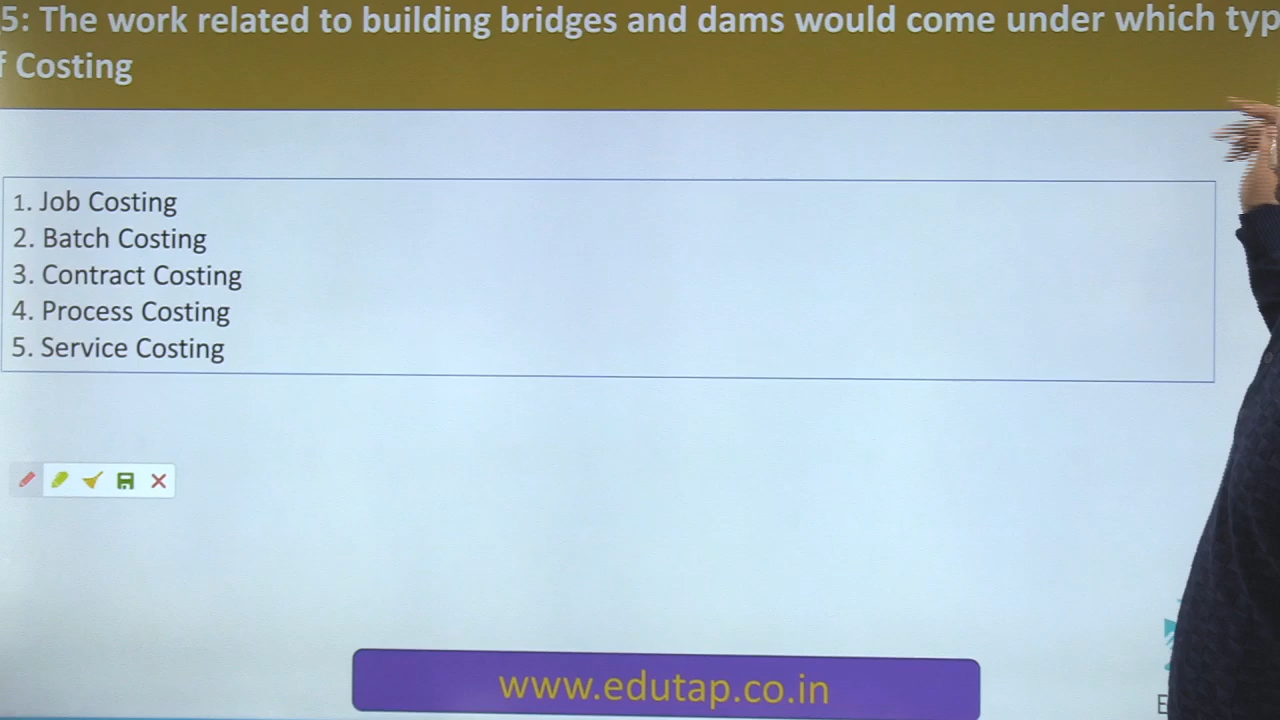 5: The work related to building bridges and dams would come under which typ
f Costing
1. Job Costing
2. Batch Costing
3. Contract Costing
4. Process Costing
5. Service Costing
www.edutap.co.in
E